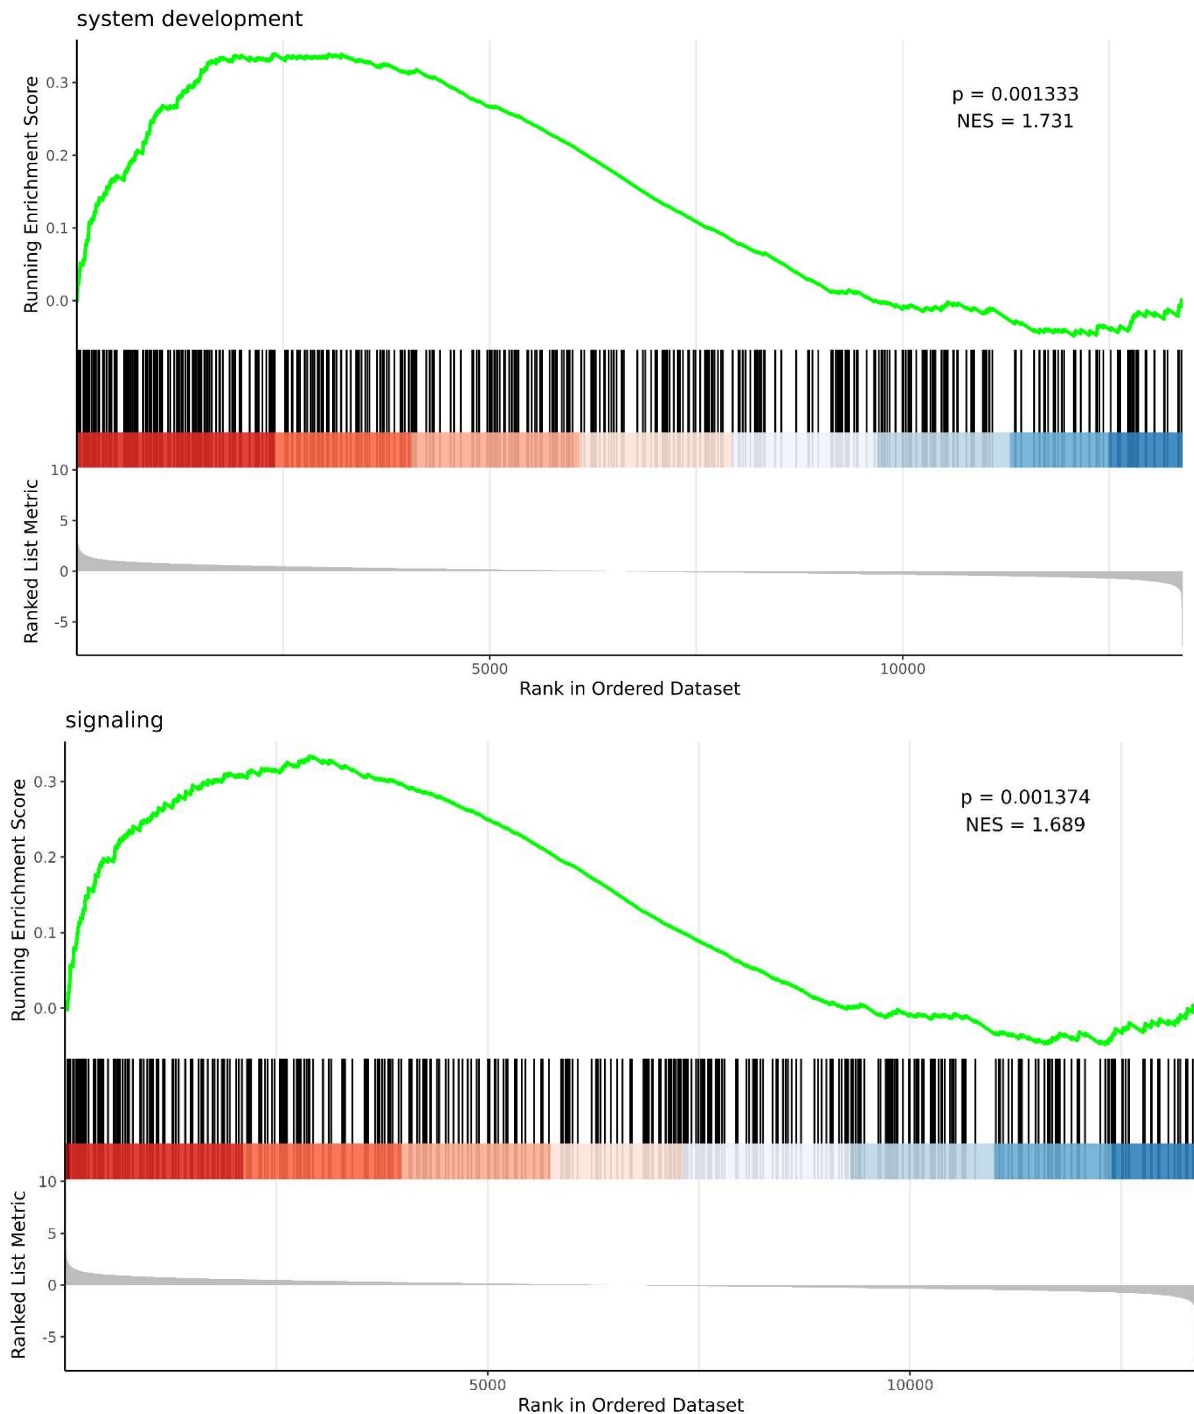 system development
Running Enrichment Score
0.3
0.2
0.1
0.0
p = 0.001333
NES = 1.731
Ranked List Metric
10
5
0
-5
5000 10000
Rank in Ordered Dataset
signaling
Running Enrichment Score
0.3
0.2
0.1
0.0
p = 0.001374
NES = 1.689
Ranked List Metric
10
5
0
-5
5000 10000
Rank in Ordered Dataset